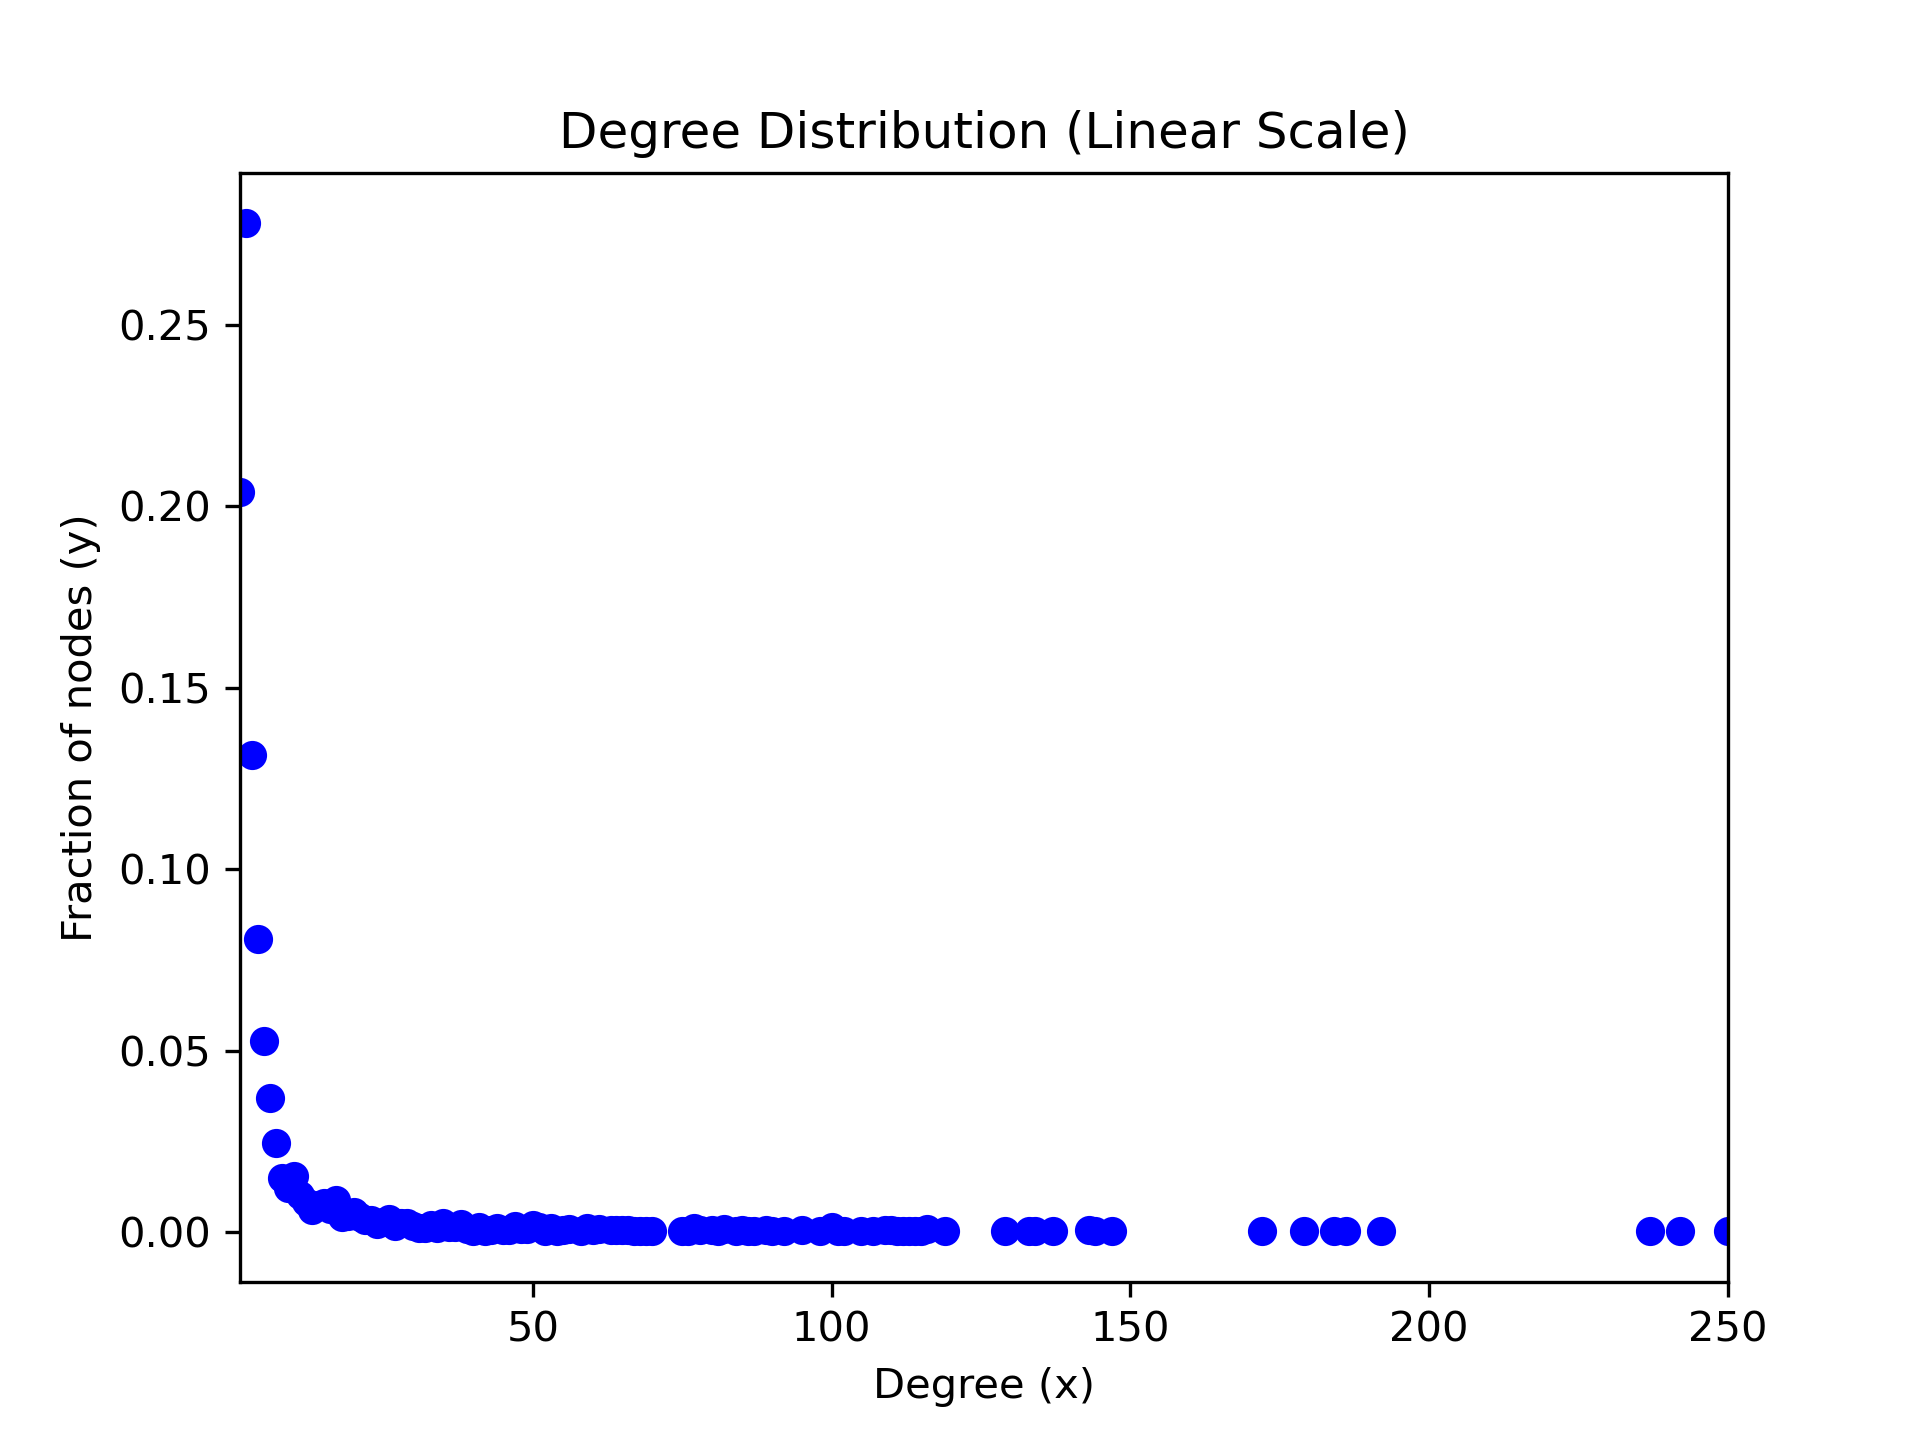 Degree Distribution (Linear Scale)
Fraction of nodes (y)
0.25
0.20
0.15
0.10
0.05
0.00
50 100 150 200 250
Degree (x)